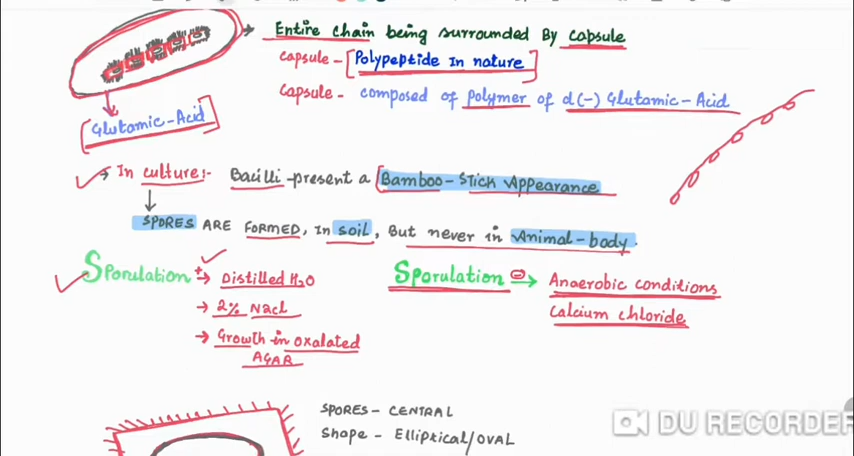 Entire chain being surrounded By capsule
capsule - [Polypeptide In nature]
capsule - composed of polymer of d(-) Glutamic-Acid
[Glutamic-Acid]
In culture:- Bacilli - present a [Bamboo-Stick Appearance
SPORES ARE FORMED, In soil, But never in Animal-body.
Sporulation + → Distilled H₂O
→ 2% Nacl
→ Growth in oxalated
AGAR
Sporulation ⊖ → Anaerobic conditions
Calcium chloride
SPORES - CENTRAL
Shape - Elliptical/OVAL
DU RECORDER